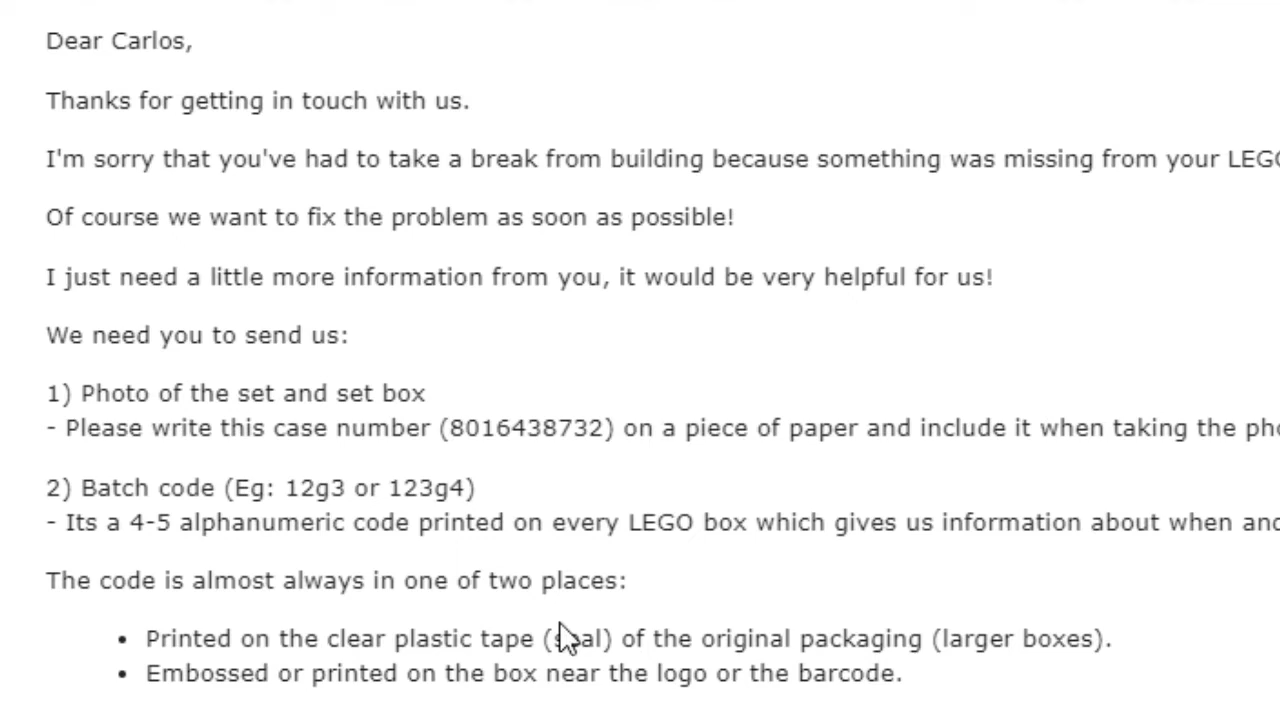 Dear Carlos,
Thanks for getting in touch with us.
I'm sorry that you've had to take a break from building because something was missing from your LEGO
Of course we want to fix the problem as soon as possible!
I just need a little more information from you, it would be very helpful for us!
We need you to send us:
1) Photo of the set and set box
- Please write this case number (8016438732) on a piece of paper and include it when taking the pho
2) Batch code (Eg: 12g3 or 123g4)
- Its a 4-5 alphanumeric code printed on every LEGO box which gives us information about when and
The code is almost always in one of two places:
• Printed on the clear plastic tape (seal) of the original packaging (larger boxes).
• Embossed or printed on the box near the logo or the barcode.